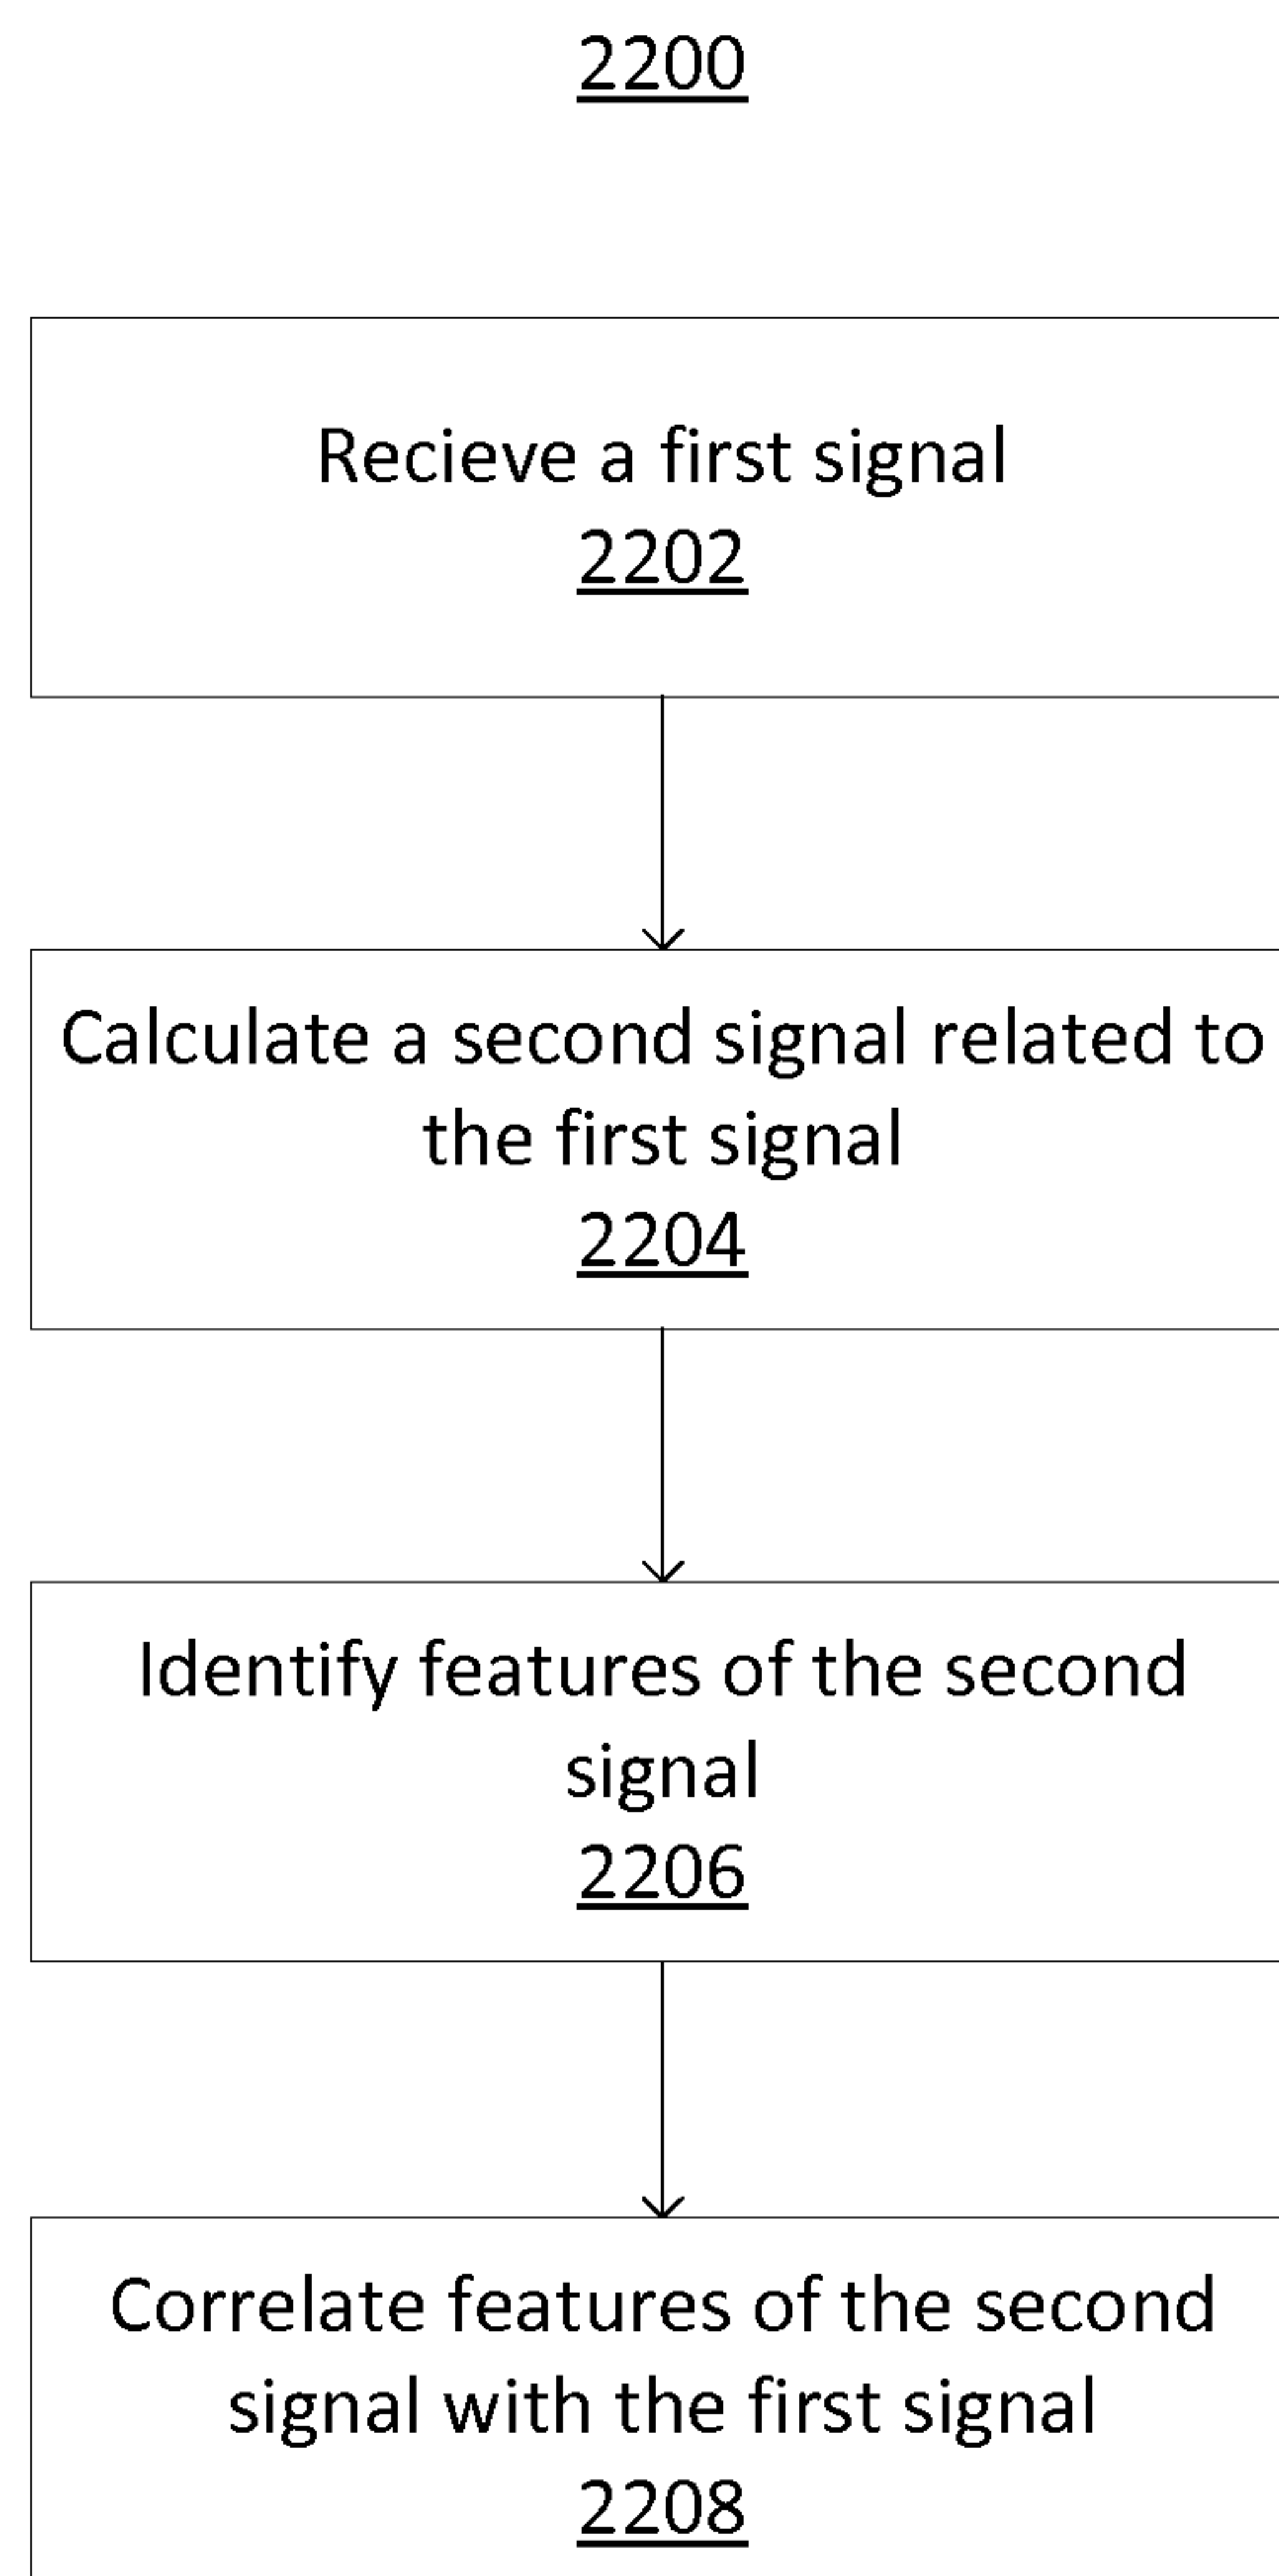 2200
Recieve a first signal
2202
Calculate a second signal related to
the first signal
2204
Identify features of the second
signal
2206
Correlate features of the second
signal with the first signal
2208